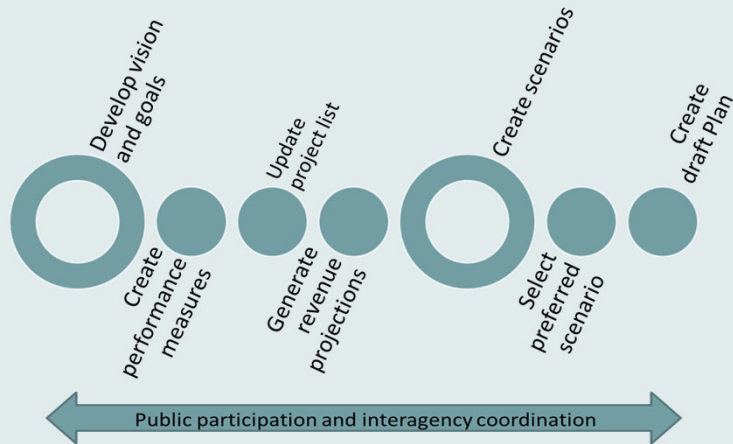 Develop vision
and goals
Create
performance
measures
Update
project list
Generate
revenue
projections
Create scenarios
Select
preferred
scenario
Create
draft Plan
Public participation and interagency coordination